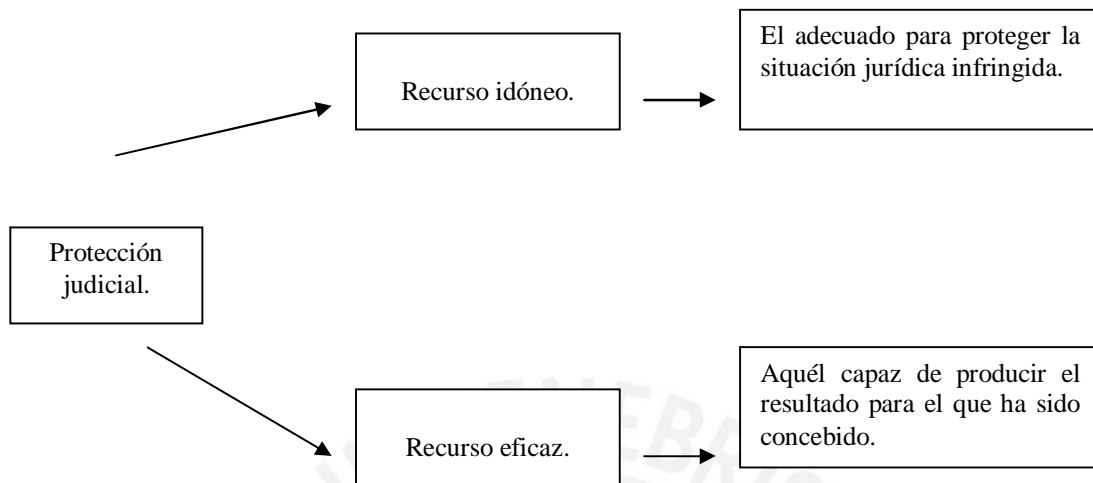 El adecuado para proteger la
situación jurídica infringida.
Recurso idóneo.
Protección
judicial.
Aquél capaz de producir el
resultado para el que ha sido
concebido.
Recurso eficaz.